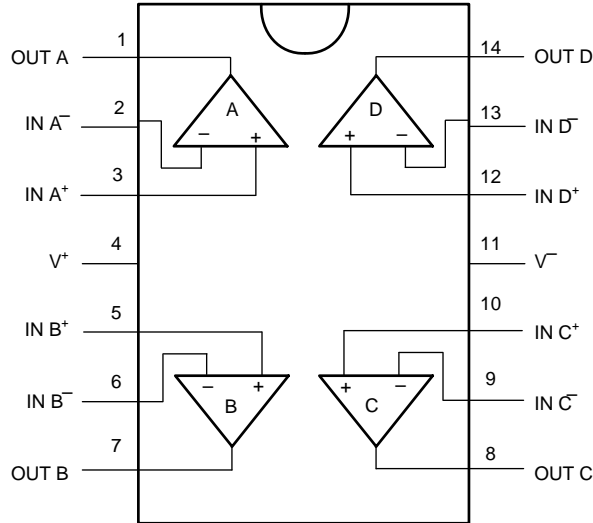 1 14
OUT A OUT D
2 A D 13
IN A− − + + − IN D−
3 12
IN A+ IN D+
4 11
V+ V−
5 10
IN B+ IN C+
6 − + + − 9
IN B− B C IN C−
7 8
OUT B OUT C